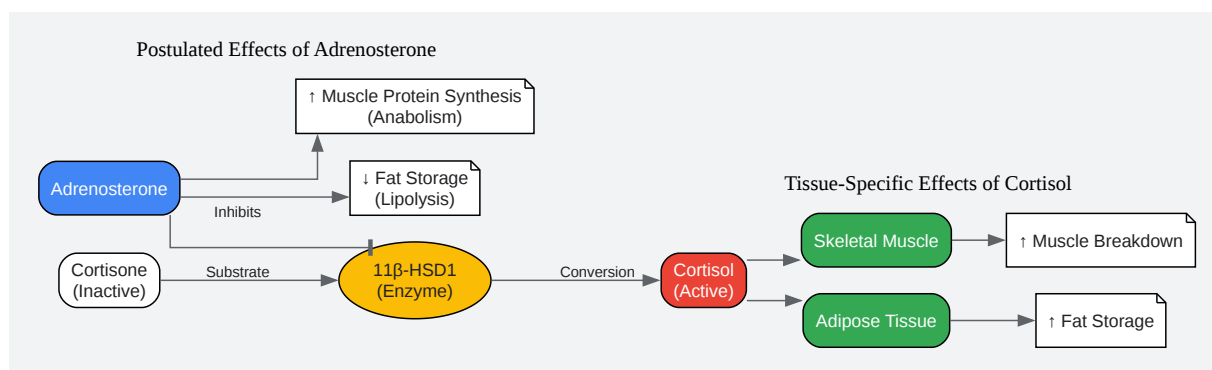 Postulated Effects of Adrenosterone
↑ Muscle Protein Synthesis
(Anabolism)
Adrenosterone
↓ Fat Storage
(Lipolysis)
Inhibits
Cortisone
(Inactive)
Substrate
11β-HSD1
(Enzyme)
Conversion
Cortisol
(Active)
Tissue-Specific Effects of Cortisol
Skeletal Muscle
↑ Muscle Breakdown
Adipose Tissue
↑ Fat Storage